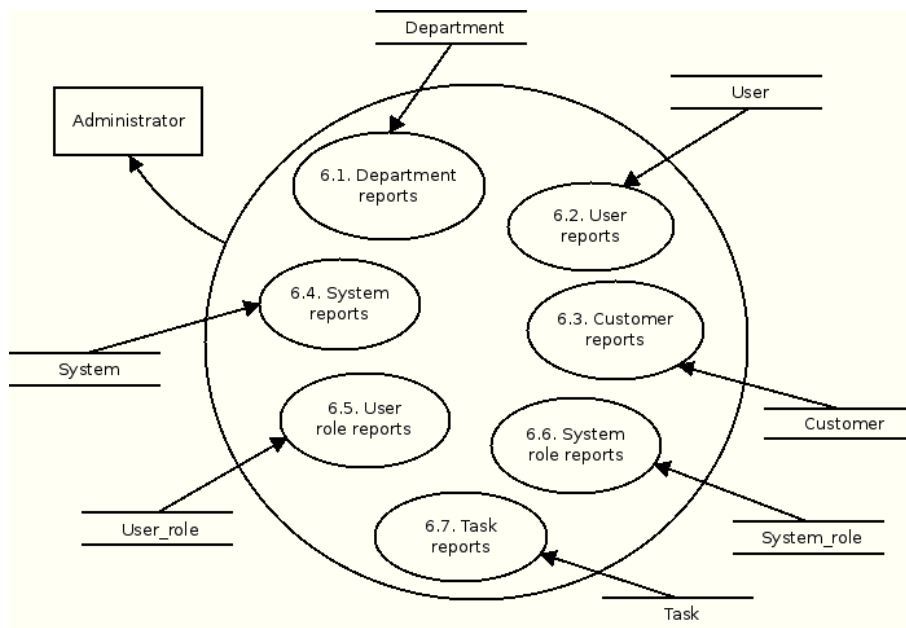 Department
User
Administrator
6.1. Department
reports
6.2. User
reports
6.4. System
reports
6.3. Customer
reports
System
6.5. User
role reports
Customer
6.6. System
role reports
User_role
6.7. Task
reports
System_role
Task